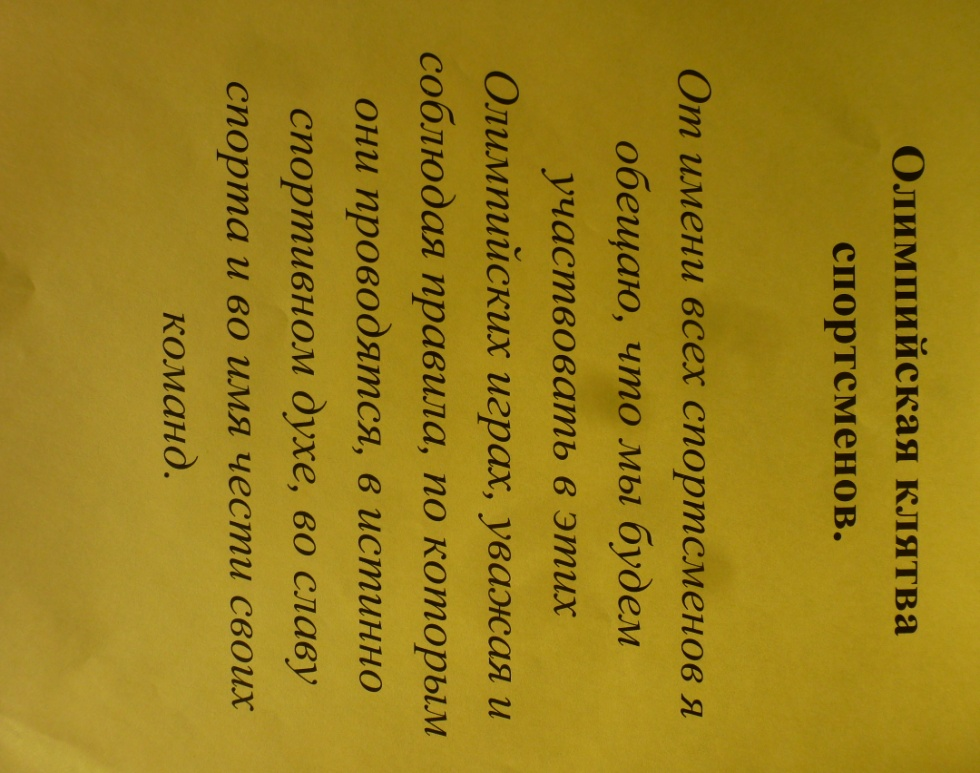 Олимпийская клятва
спортсменов.
От имени всех спортсменов я
обещаю, что мы будем
участвовать в этих
Олимпийских играх, уважая и
соблюдая правила, по которым
они проводятся, в истинно
спортивном духе, во славу
спорта и во имя чести своих
команд.